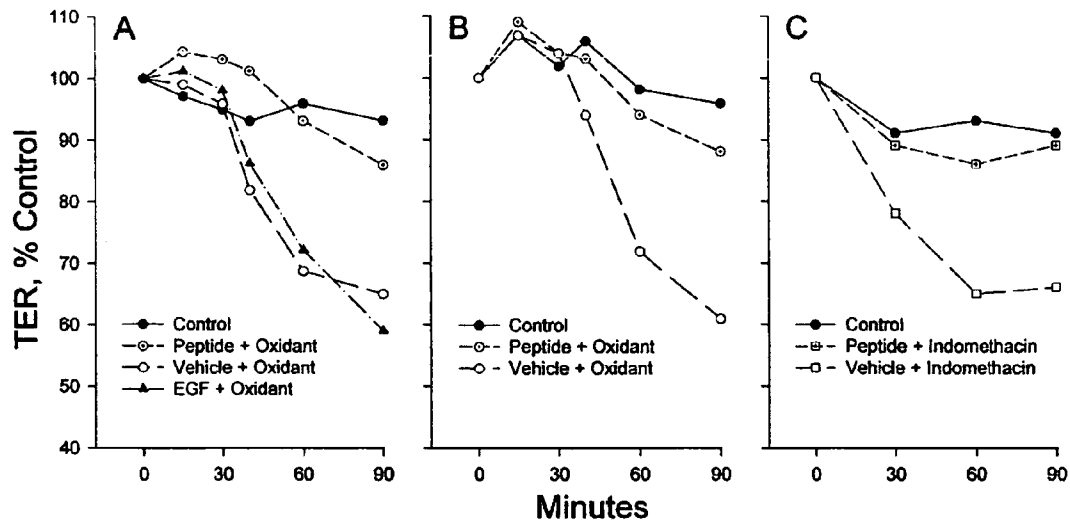 TER, % Control
110
100
90
80
70
60
50
40
A
Control
Peptide + Oxidant
Vehicle + Oxidant
EGF + Oxidant
0 30 60 90
B
Control
Peptide + Oxidant
Vehicle + Oxidant
0 30 60 90
C
Control
Peptide + Indomethacin
Vehicle + Indomethacin
0 30 60 90
Minutes